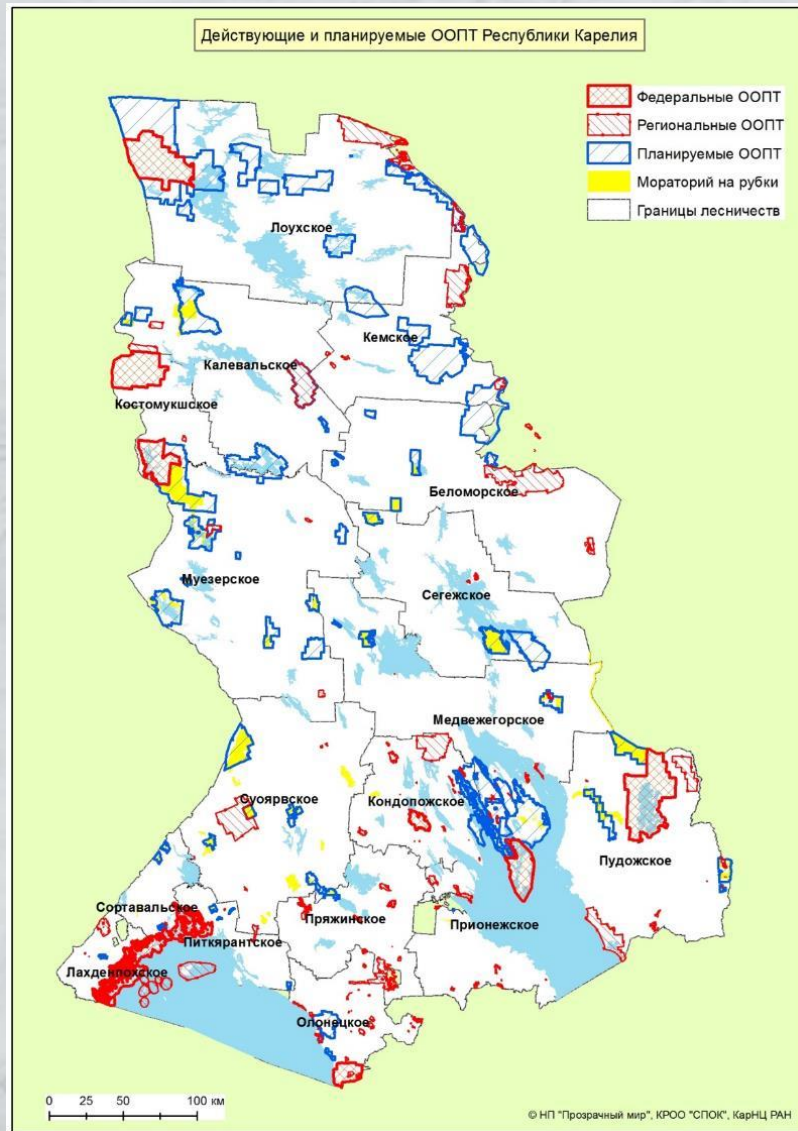 Действующие и планируемые ООПТ Республики Карелия
Федеральные ООПТ
Региональные ООПТ
Планируемые ООПТ
Мораторий на рубки
Границы лесничеств
Лоухское
Кемское
Калевальское
Костомукшское
Беломорское
Муезерское
Сегежское
Медвежегорское
Суоярвское
Кондопожское
Пудожское
Сортавальское
Пряжинское
Прионежское
Питкярантское
Лахденпохское
Олонецкое
0 25 50 100 км
© НП "Прозрачный мир", КРОО "СПОК", КарНЦ РАН